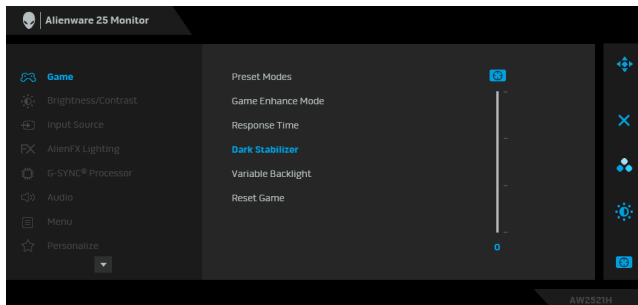 Alienware 25 Monitor
Game
Brightness/Contrast
Input Source
FX AlienFX Lighting
G-SYNC® Processor
Audio
Menu
Personalize
Preset Modes
Game Enhance Mode
Response Time
Dark Stabilizer
Variable Backlight
Reset Game
0
AW2521H